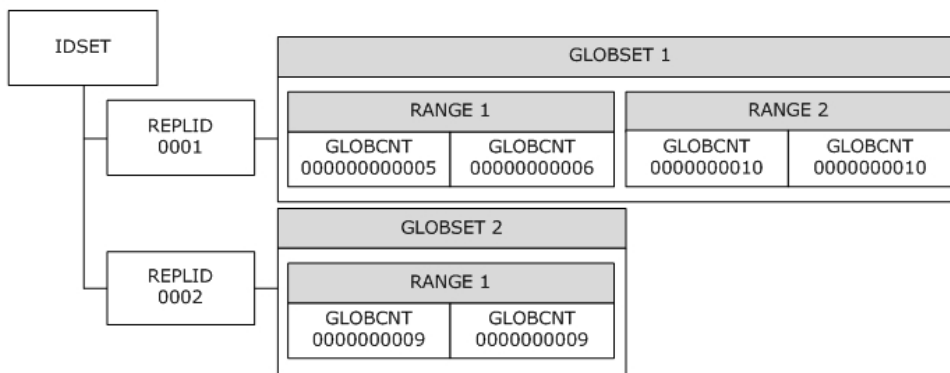 IDSET
GLOBSET 1
REPLID
0001
RANGE 1
RANGE 2
GLOBCNT
000000000005
GLOBCNT
00000000006
GLOBCNT
0000000010
GLOBCNT
0000000010
GLOBSET 2
REPLID
0002
RANGE 1
GLOBCNT
0000000009
GLOBCNT
0000000009